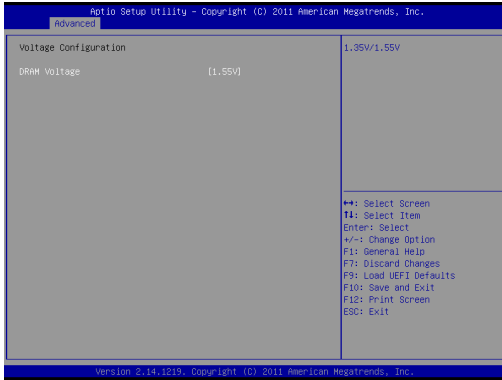 Aptio Setup Utility – Copyright (C) 2011 American Megatrends, Inc.
Advanced
Voltage Configuration
DRAM Voltage [1.55V]
1.35V/1.55V
↔: Select Screen
↑↓: Select Item
Enter: Select
+/-: Change Option
F1: General Help
F7: Discard Changes
F9: Load UEFI Defaults
F10: Save and Exit
F12: Print Screen
ESC: Exit
Version 2.14.1219. Copyright (C) 2011 American Megatrends, Inc.